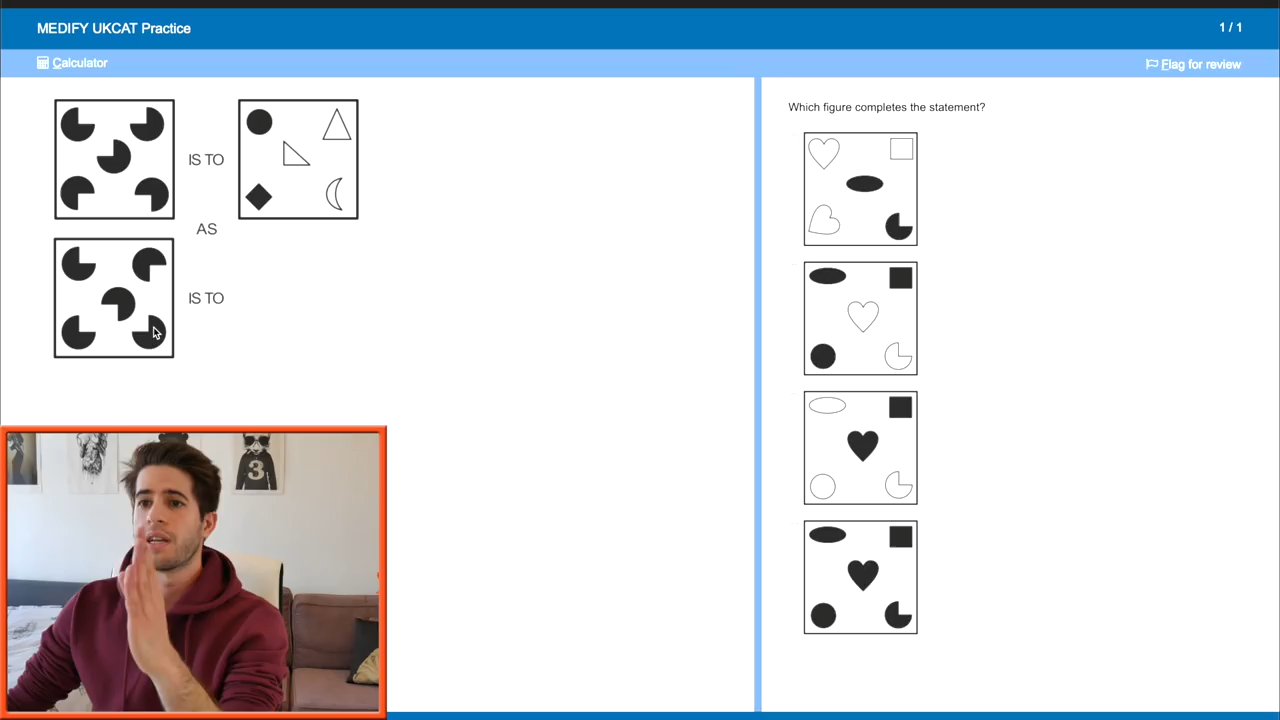 MEDIFY UKCAT Practice
1 / 1
Calculator
Flag for review
IS TO
AS
IS TO
Which figure completes the statement?
3